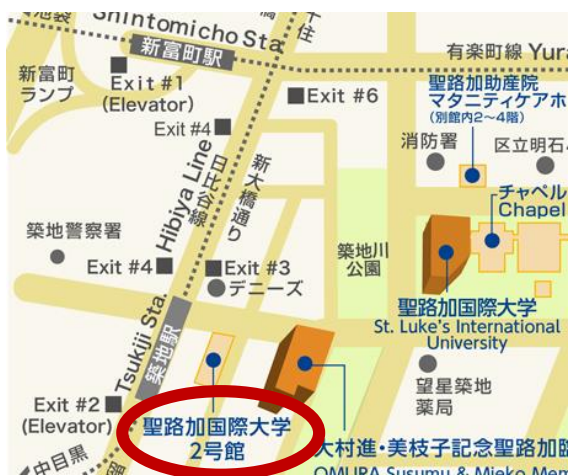 Shintomicho Sta.
新富町駅
千住
有楽町線 Yura
新富町
ランプ
Exit #1
(Elevator)
Exit #6
聖路加助産院
マタニティケアホ
(別館内2〜4階)
Exit #4
消防署
区立明石
Hibiya Line
日比谷線
新大橋通り
チャペル
Chapel
築地警察署
Exit #4
Exit #3
デニーズ
築地川
公園
聖路加国際大学
St. Luke's International
University
Tsukiji Sta.
築地駅
望星築地
薬局
Exit #2
(Elevator)
聖路加国際大学
2号館
大村進・美枝子記念聖路加臨
OMURA Susumu & Mieko Mem
中目黒